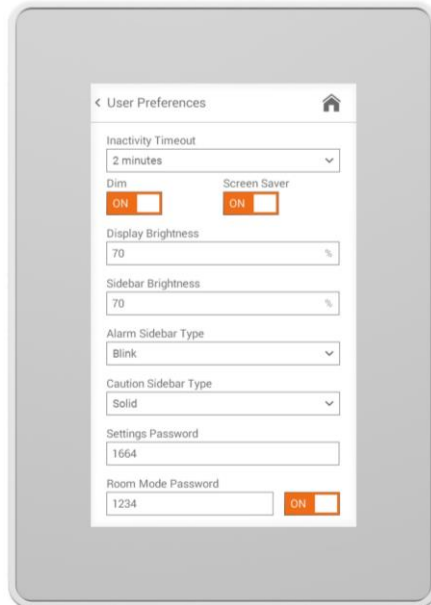 User Preferences
Inactivity Timeout
2 minutes
Dim Screen Saver
ON ON
Display Brightness
70 %
Sidebar Brightness
70 %
Alarm Sidebar Type
Blink
Caution Sidebar Type
Solid
Settings Password
1664
Room Mode Password
1234 ON